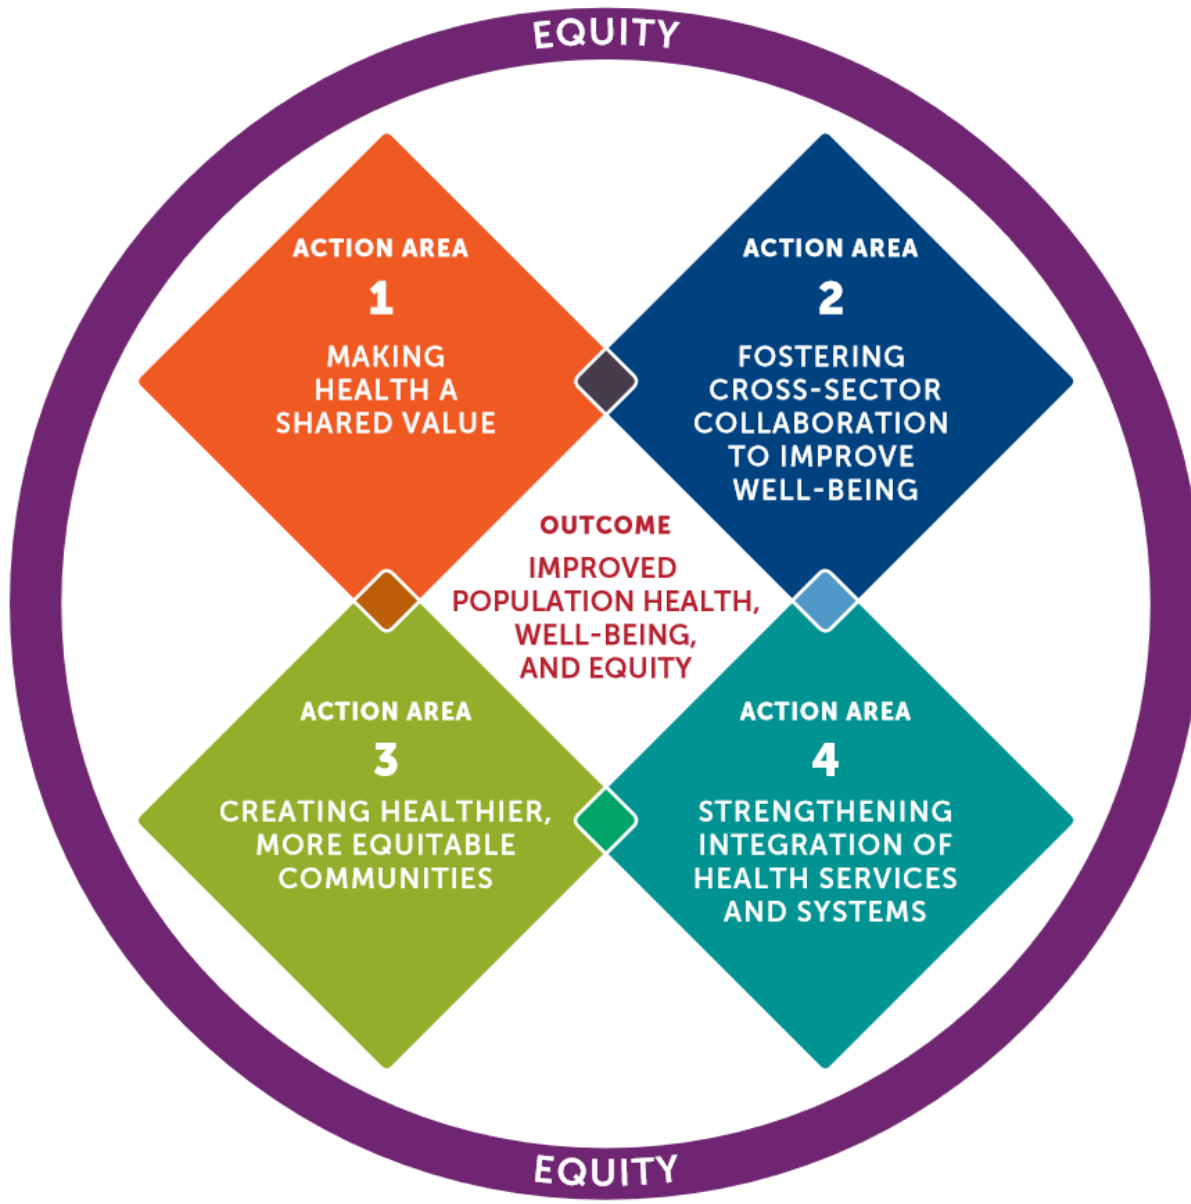 EQUITY
ACTION AREA
1
MAKING
HEALTH A
SHARED VALUE
ACTION AREA
2
FOSTERING
CROSS-SECTOR
COLLABORATION
TO IMPROVE
WELL-BEING
OUTCOME
IMPROVED
POPULATION HEALTH,
WELL-BEING,
AND EQUITY
ACTION AREA
3
CREATING HEALTHIER,
MORE EQUITABLE
COMMUNITIES
ACTION AREA
4
STRENGTHENING
INTEGRATION OF
HEALTH SERVICES
AND SYSTEMS
EQUITY